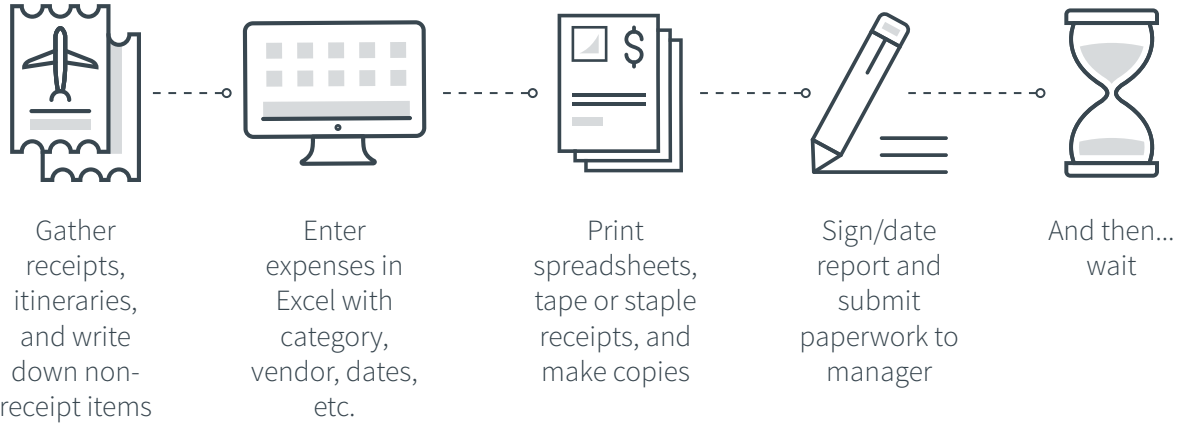 $
Gather
receipts,
itineraries,
and write
down non-
receipt items
Enter
expenses in
Excel with
category,
vendor, dates,
etc.
Print
spreadsheets,
tape or staple
receipts, and
make copies
Sign/date
report and
submit
paperwork to
manager
And then...
wait